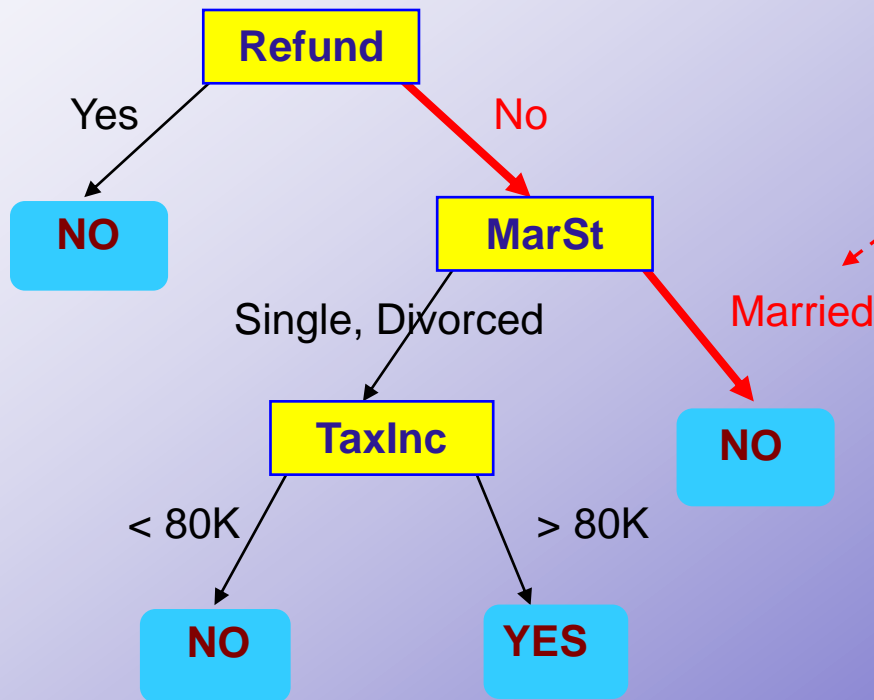 Refund
Yes
No
NO
MarSt
Single, Divorced
Married
TaxInc
NO
< 80K
> 80K
NO
YES